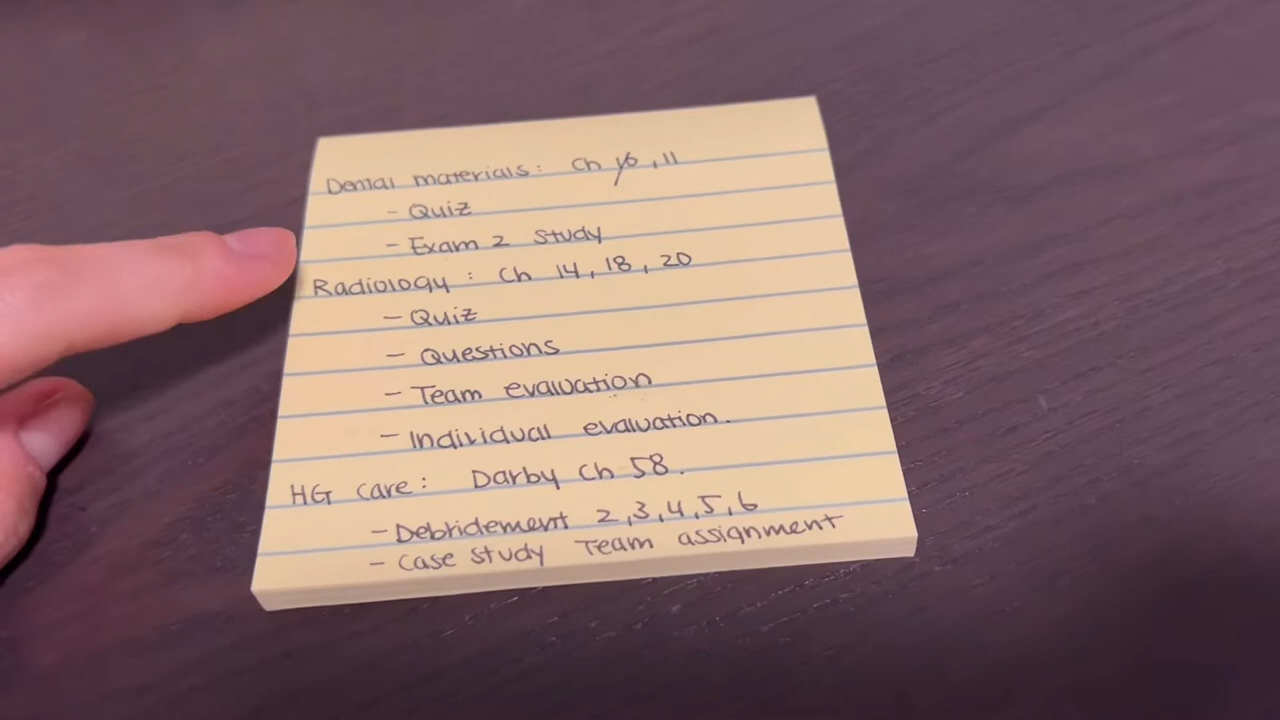 Dental materials: Ch 10, 11
- Quiz
- Exam 2 study
Radiology: Ch 14, 18, 20
- Quiz
- Questions
- Team evaluation
- Individual evaluation.
HG care: Darby Ch 58.
- Debridement 2,3,4,5,6
- Case study Team assignment